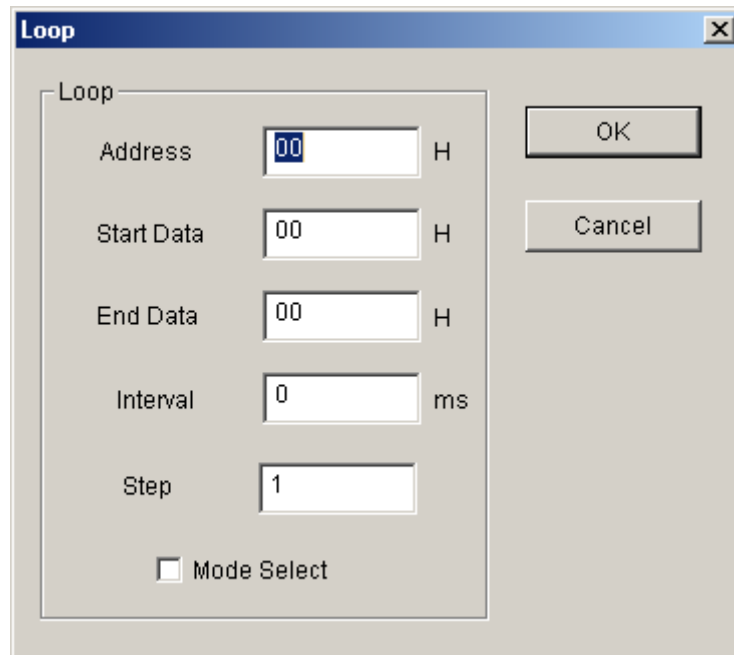 Loop
Loop
Address 00 H
OK
Start Data 00 H
Cancel
End Data 00 H
Interval 0 ms
Step 1
Mode Select